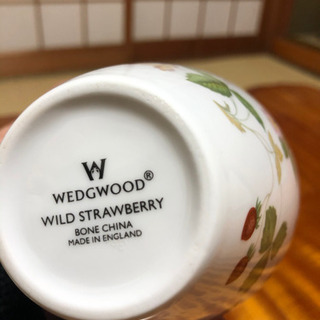 W
WEDGWOOD®
WILD STRAWBERRY
BONE CHINA
MADE IN ENGLAND